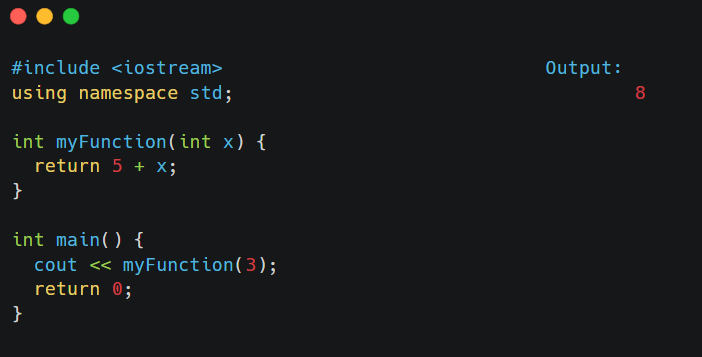 #include <iostream>
Output:
using namespace std;
8
int myFunction(int x) {
  return 5 + x;
}
int main() {
  cout << myFunction(3);
  return 0;
}